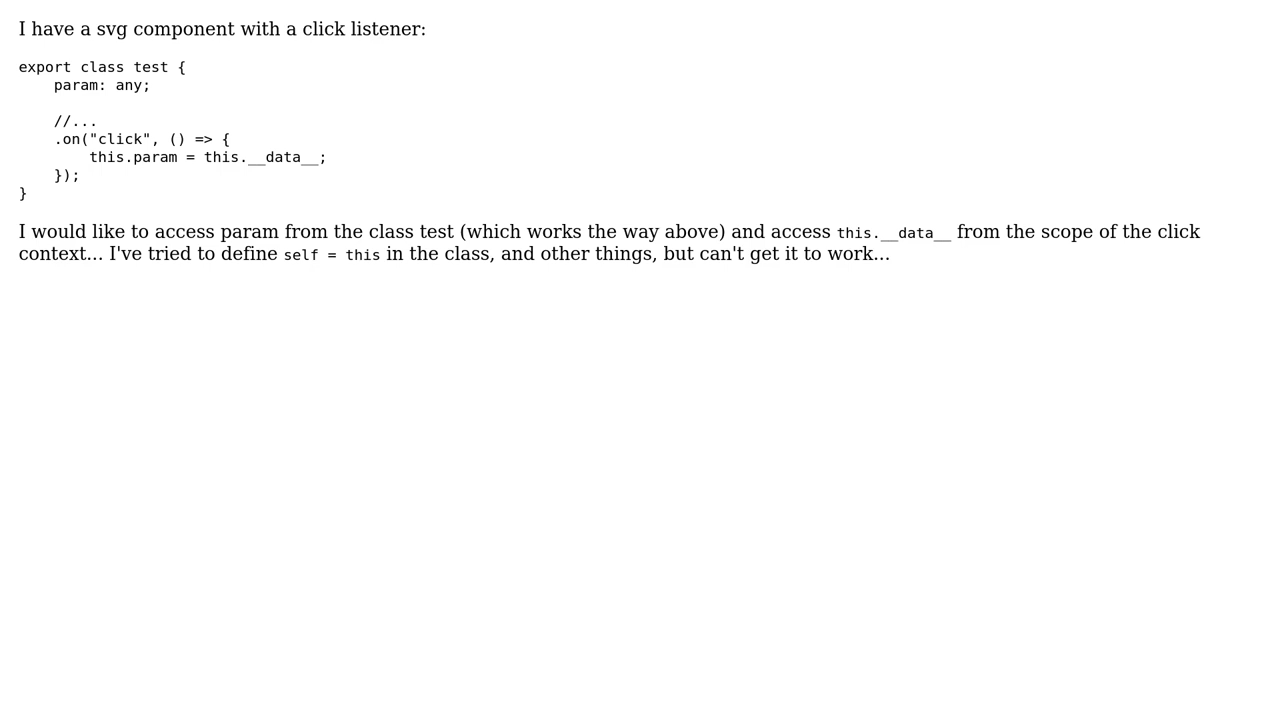 I have a svg component with a click listener:
export class test {
    param: any;
    //...
    .on("click", () => {
        this.param = this.__data__;
    });
}
I would like to access param from the class test (which works the way above) and access this.__data__ from the scope of the click
context... I've tried to define self = this in the class, and other things, but can't get it to work...